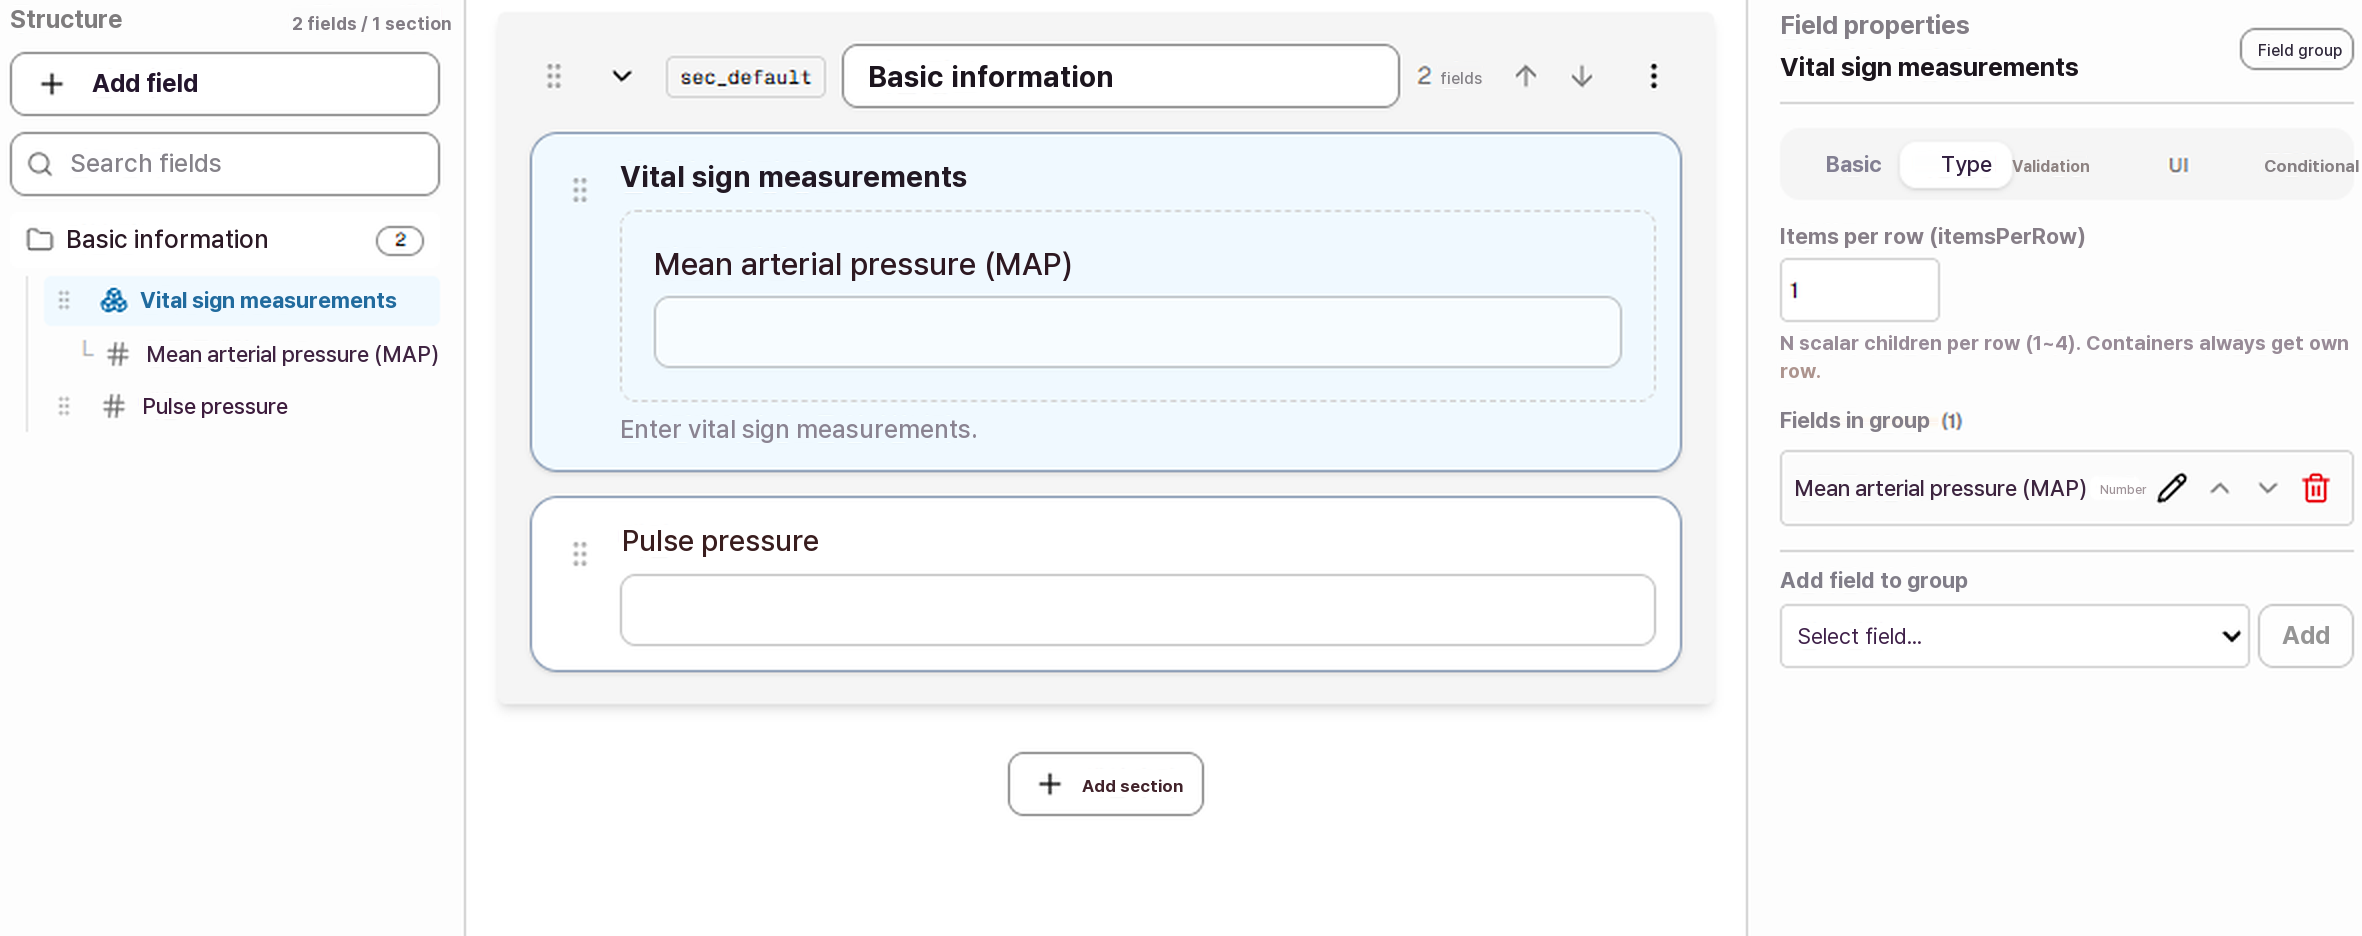 Structure
2 fields / 1 section
Add field
Search fields
Basic information
2
Vital sign measurements
Mean arterial pressure (MAP)
Pulse pressure
sec_default
Basic information
2 fields
Vital sign measurements
Mean arterial pressure (MAP)
Enter vital sign measurements.
Pulse pressure
Add section
Field properties
Vital sign measurements
Field group
Basic
Type
Validation
UI
Conditional
Items per row (itemsPerRow)
1
N scalar children per row (1~4). Containers always get own
row.
Fields in group (1)
Mean arterial pressure (MAP) Number
Add field to group
Select field...
Add